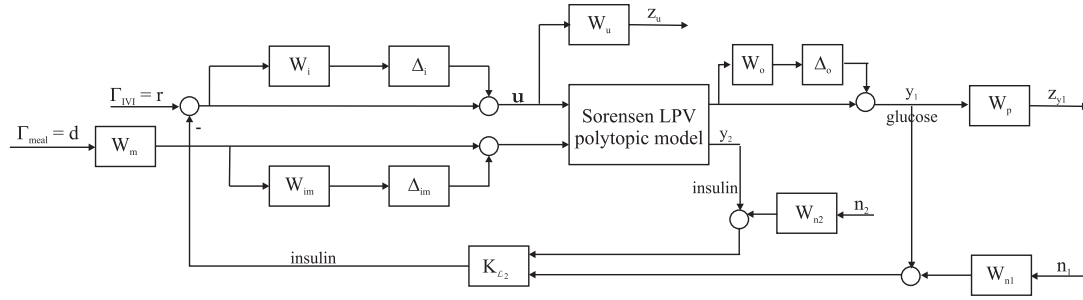 W_u
z_u
W_i
Δ_i
W_o
Δ_o
Γ_IVI = r
-
u
Sorensen LPV
polytopic model
y_1
glucose
W_p
z_y1
Γ_meal = d
W_m
y_2
W_im
Δ_im
insulin
W_n2
n_2
insulin
K_ℒ2
W_n1
n_1